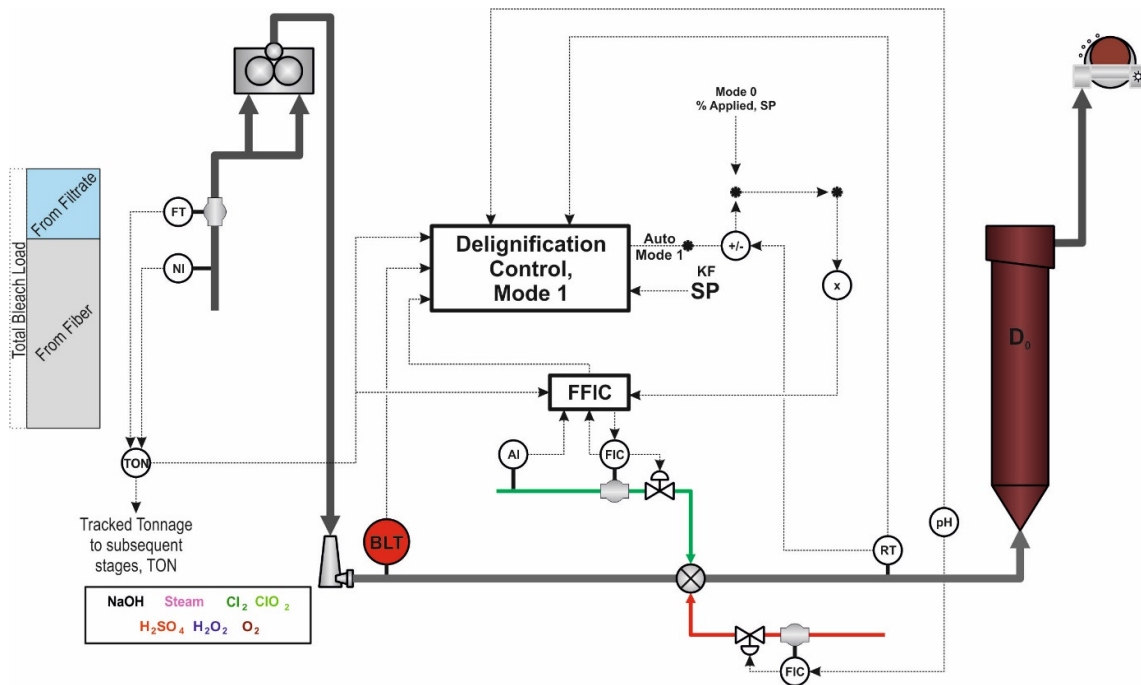 Mode 0
% Applied, SP
From Filtrate
From Fiber
Total Bleach Load
FT
NI
Delignification
Control,
Mode 1
Auto
Mode 1
+/-
KF
SP
x
D₀
FFIC
AI
FIC
TON
Tracked Tonnage
to subsequent
stages, TON
BLT
pH
RT
NaOH Steam Cl₂ ClO₂
H₂SO₄ H₂O₂ O₂
FIC